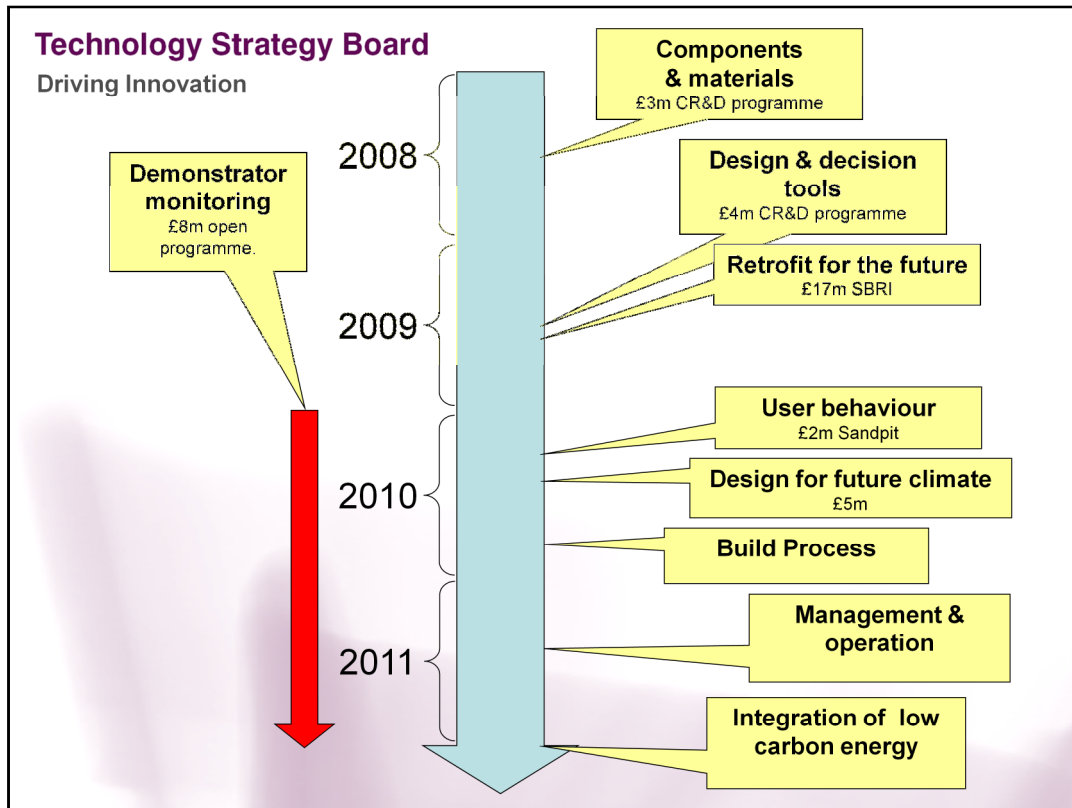 Technology Strategy Board
Driving Innovation
Components
& materials
£3m CR&D programme
2008
Demonstrator
monitoring
£8m open
programme.
Design & decision
tools
£4m CR&D programme
Retrofit for the future
£17m SBRI
2009
User behaviour
£2m Sandpit
Design for future climate
£5m
2010
Build Process
Management &
operation
2011
Integration of low
carbon energy